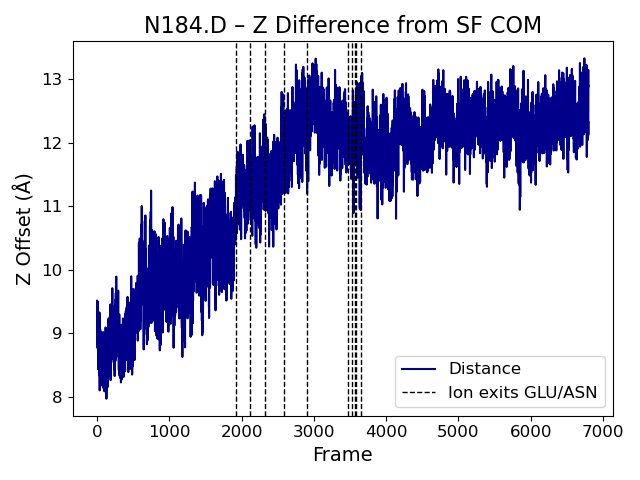 N184.D – Z Difference from SF COM
Z Offset (Å)
13
12
11
10
9
8
Distance
Ion exits GLU/ASN
0 1000 2000 3000 4000 5000 6000 7000
Frame